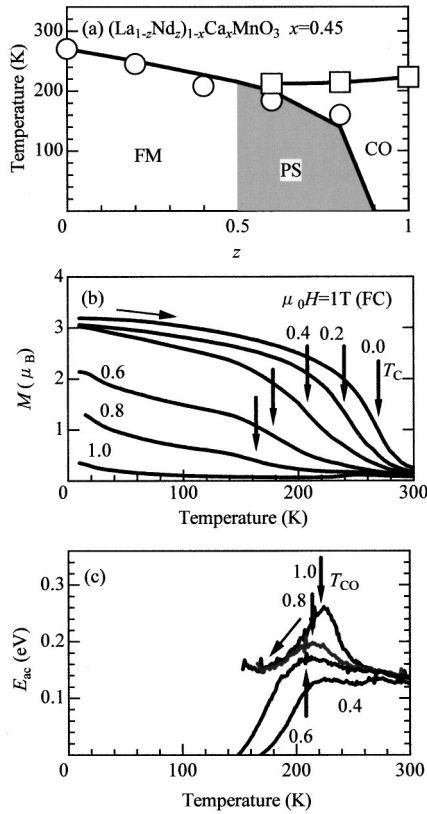 (a) (La1-zNdz)1-xCaxMnO3 x=0.45
Temperature (K)
300
200
100
FM
PS
CO
0
0.5
1
z
(b)
μ0H=1T (FC)
M (μB)
4
3
2
1
0.4
0.2
0.0
TC
0.6
0.8
1.0
0
100
200
300
Temperature (K)
(c)
Eac (eV)
0.3
0.1
1.0
TCO
0.8
0.4
0.6
0
100
200
300
Temperature (K)